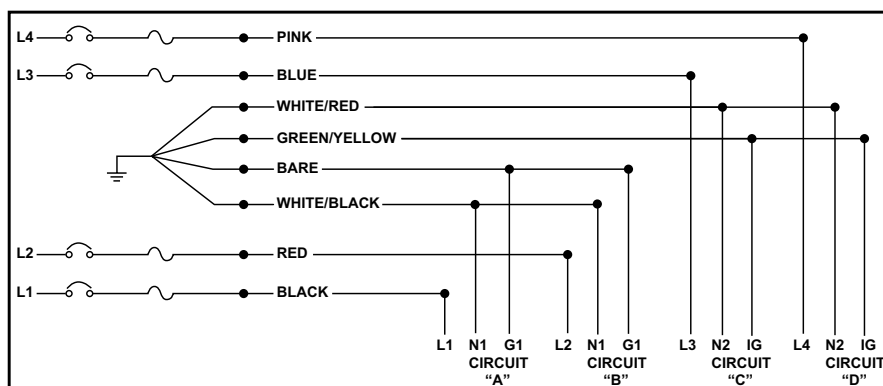 L4 PINK
L3 BLUE
WHITE/RED
GREEN/YELLOW
BARE
WHITE/BLACK
L2 RED
L1 BLACK
L1 N1 G1 L2 N1 G1 L3 N2 IG L4 N2 IG
CIRCUIT CIRCUIT CIRCUIT CIRCUIT
“A” “B” “C” “D”